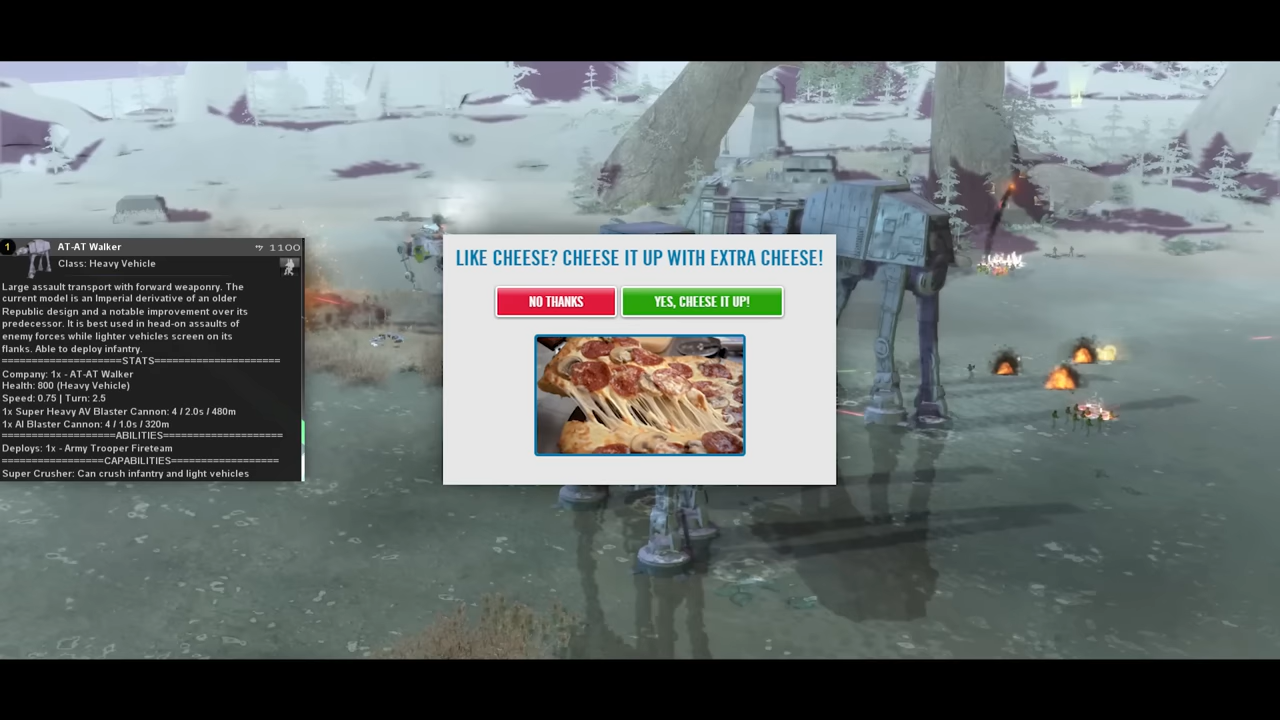 1 AT-AT Walker 1100
Class: Heavy Vehicle
Large assault transport with forward weaponry. The
current model is an Imperial derivative of an older
Republic design and a notable improvement over its
predecessor. It is best used in head-on assaults of
enemy forces while lighter vehicles screen on its
flanks. Able to deploy infantry.
====================STATS=====================
Company: 1x - AT-AT Walker
Health: 800 (Heavy Vehicle)
Speed: 0.75 | Turn: 2.5
1x Super Heavy AV Blaster Cannon: 4 / 2.0s / 480m
1x AI Blaster Cannon: 4 / 1.0s / 320m
===================ABILITIES====================
Deploys: 1x - Army Trooper Fireteam
=================CAPABILITIES==================
Super Crusher: Can crush infantry and light vehicles
LIKE CHEESE? CHEESE IT UP WITH EXTRA CHEESE!
NO THANKS
YES, CHEESE IT UP!